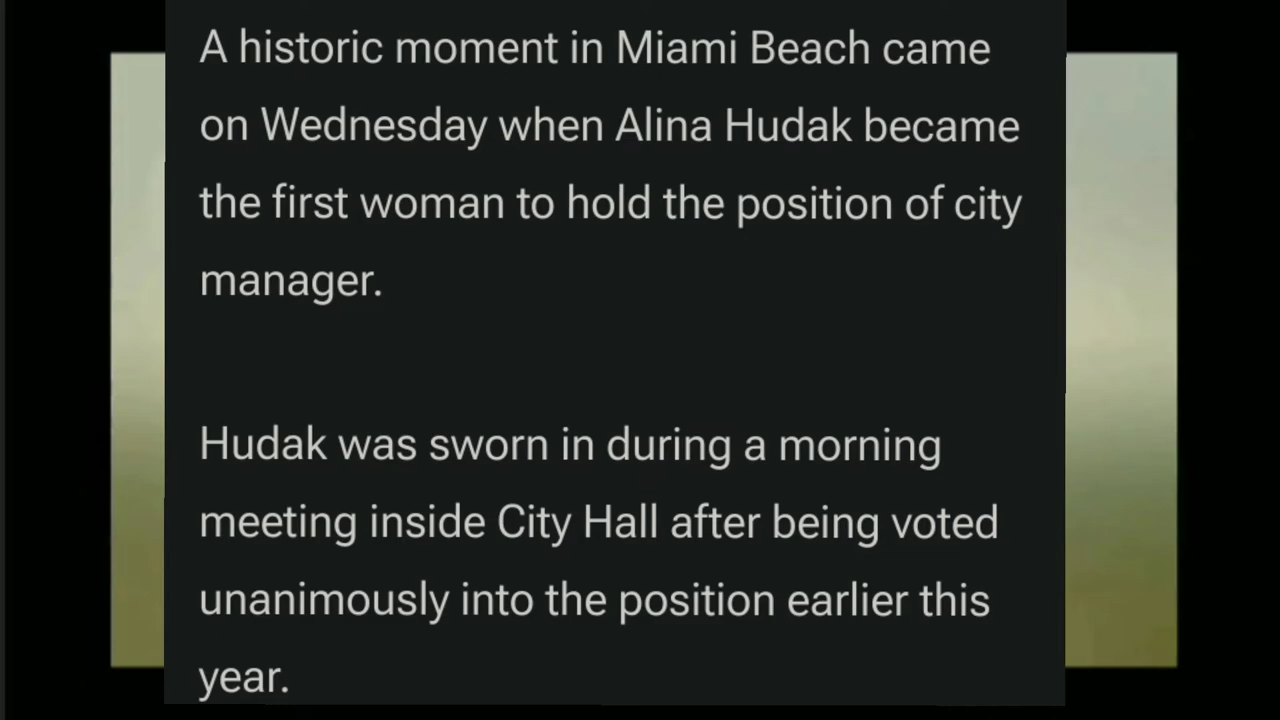 A historic moment in Miami Beach came
on Wednesday when Alina Hudak became
the first woman to hold the position of city
manager.
Hudak was sworn in during a morning
meeting inside City Hall after being voted
unanimously into the position earlier this
year.